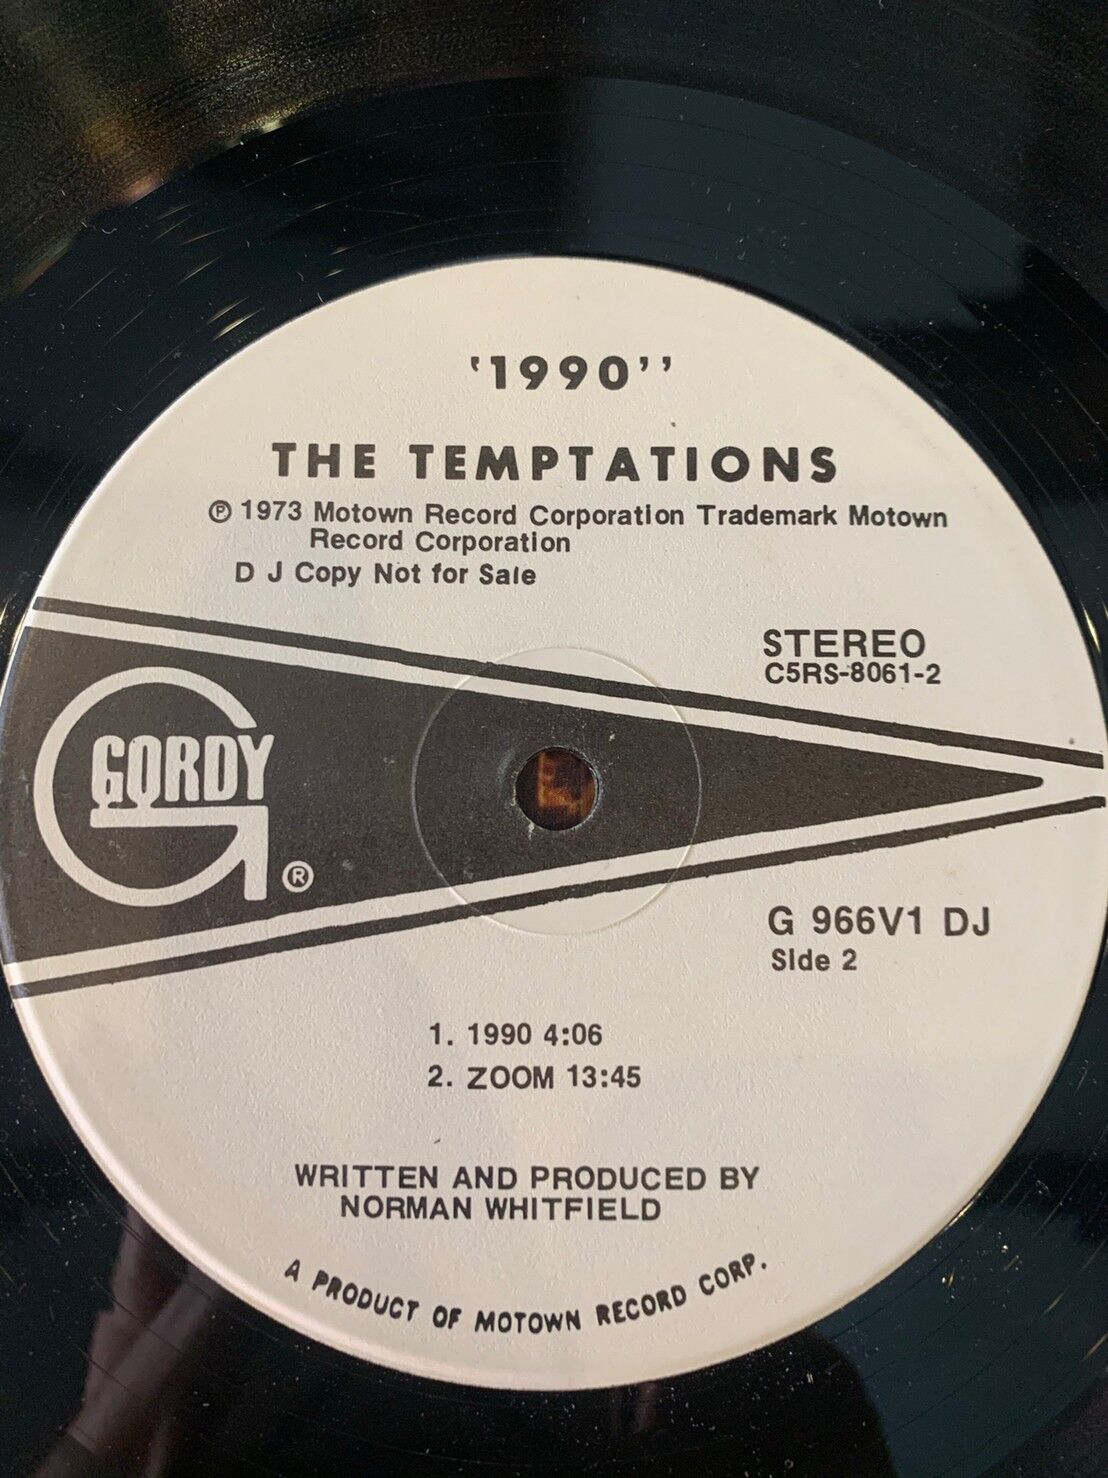 ‘1990’’
THE TEMPTATIONS
℗ 1973 Motown Record Corporation Trademark Motown
Record Corporation
D J Copy Not for Sale
STEREO
C5RS-8061-2
GORDY
®
G 966V1 DJ
Side 2
1. 1990 4:06
2. ZOOM 13:45
WRITTEN AND PRODUCED BY
NORMAN WHITFIELD
A PRODUCT OF MOTOWN RECORD CORP.